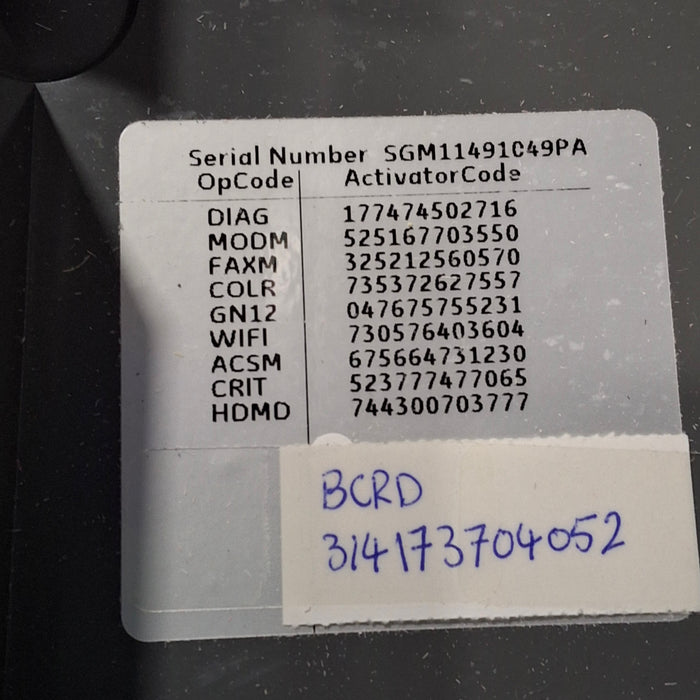 Serial Number SGM11491049PA
OpCode ActivatorCode
DIAG 177474502716
MODM 525167703550
FAXM 325212560570
COLR 735372627557
GN12 047675755231
WIFI 730576403604
ACSM 675664731230
CRIT 523777477065
HDMD 744300703777
BCRD
314173704052